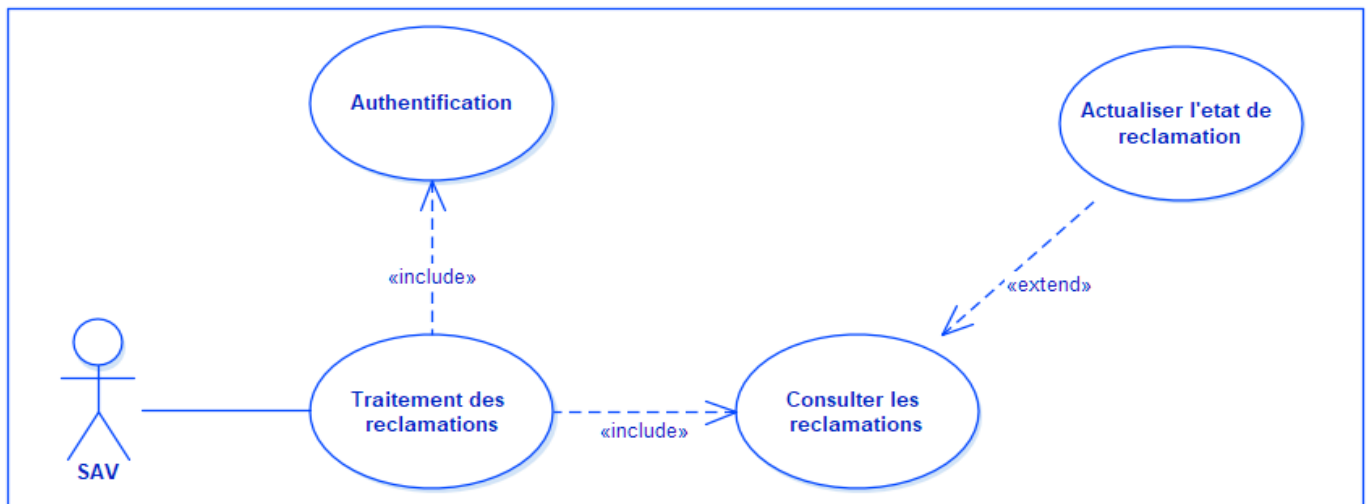 Authentification
Actualiser l'etat de
reclamation
«include»
«extend»
Traitement des
reclamations
Consulter les
reclamations
«include»
SAV